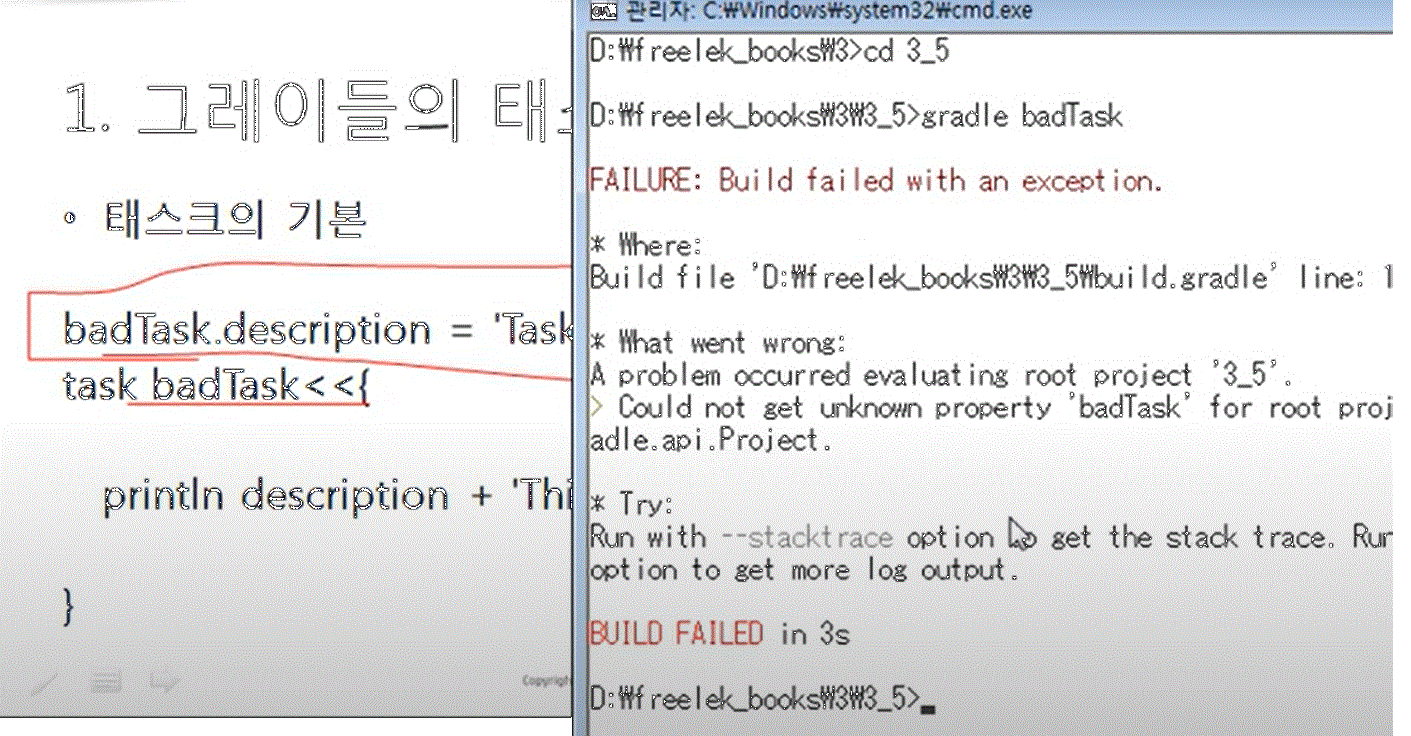 1. 그레이들의
• 태스크의 기본
badTask.description = 'Task
task badTask<<{
println description + 'Thi
}
Copyright
관리자: C:₩Windows₩system32₩cmd.exe
D:₩freelek_books₩3>cd 3_5
D:₩freelek_books₩3₩3_5>gradle badTask
FAILURE: Build failed with an exception.
* Where:
Build file 'D:₩freelek_books₩3₩3_5₩build.gradle' line: 1
* What went wrong:
A problem occurred evaluating root project '3_5'.
> Could not get unknown property 'badTask' for root proj
adle.api.Project.
* Try:
Run with --stacktrace option to get the stack trace. Run
option to get more log output.
BUILD FAILED in 3s
D:₩freelek_books₩3₩3_5>